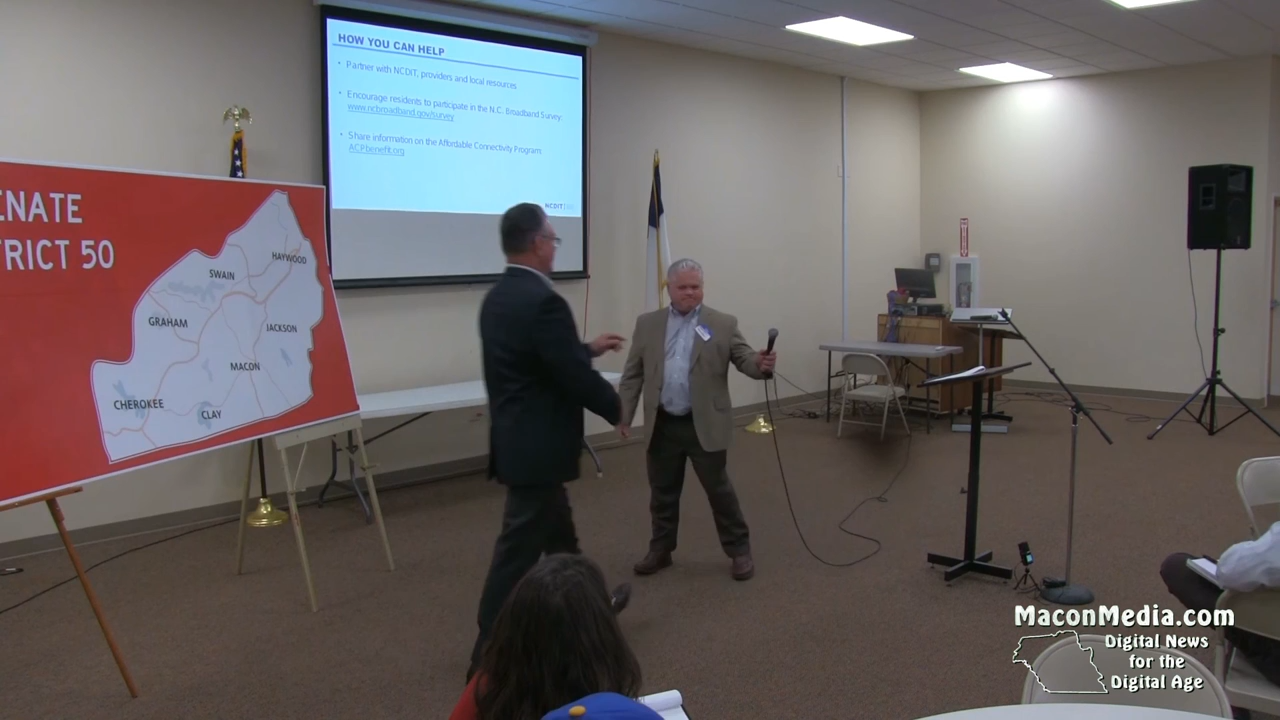 HOW YOU CAN HELP
• Partner with NCDIT, providers and local resources
• Encourage residents to participate in the N.C. Broadband Survey:
www.ncbroadband.gov/survey
• Share information on the Affordable Connectivity Programs
ACPbenefit.org
NCDIT
ENATE
TRICT 50
HAYWOOD
SWAIN
GRAHAM
JACKSON
MACON
CHEROKEE
CLAY
MaconMedia.com
Digital News
for the
Digital Age